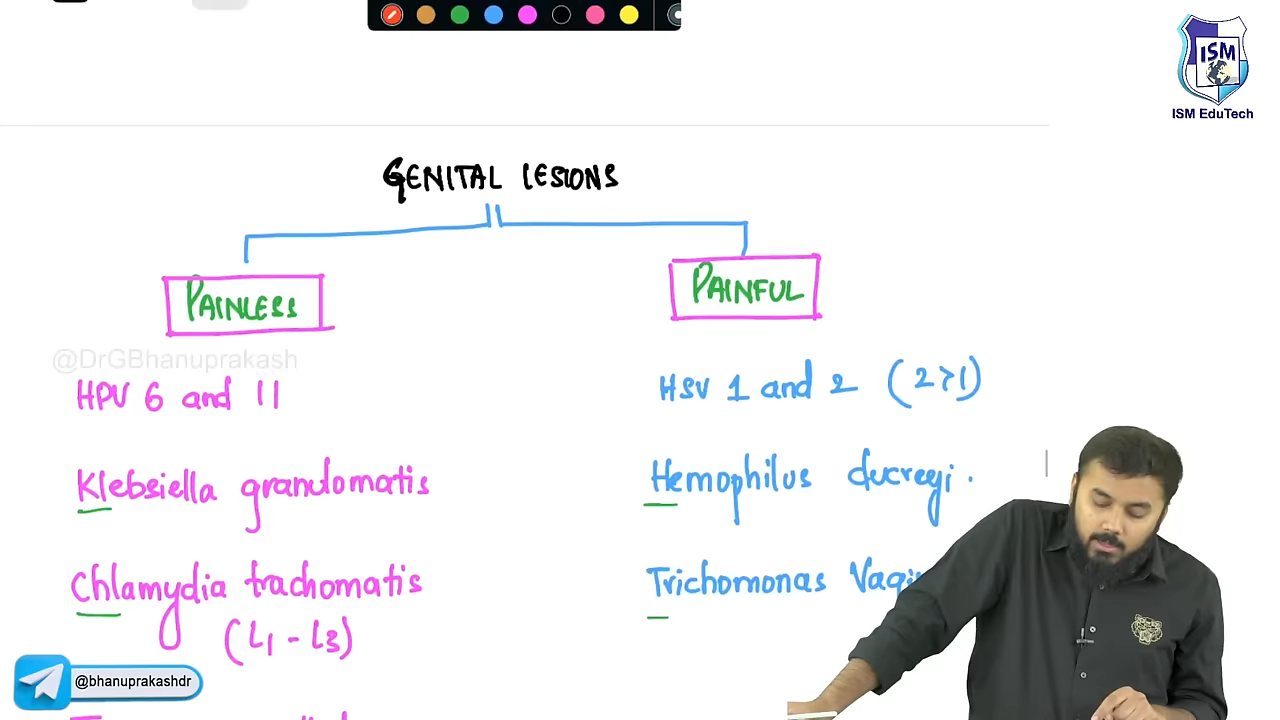 ISM
ISM EduTech
GENITAL LESIONS
PAINLESS
PAINFUL
@DrGBhanuprakash
HPV 6 and 11
HSV 1 and 2 (2>1)
Klebsiella granulomatis
Hemophilus ducreyi.
Chlamydia trachomatis
Trichomonas
(L1 - L3)
@bhanuprakashdr